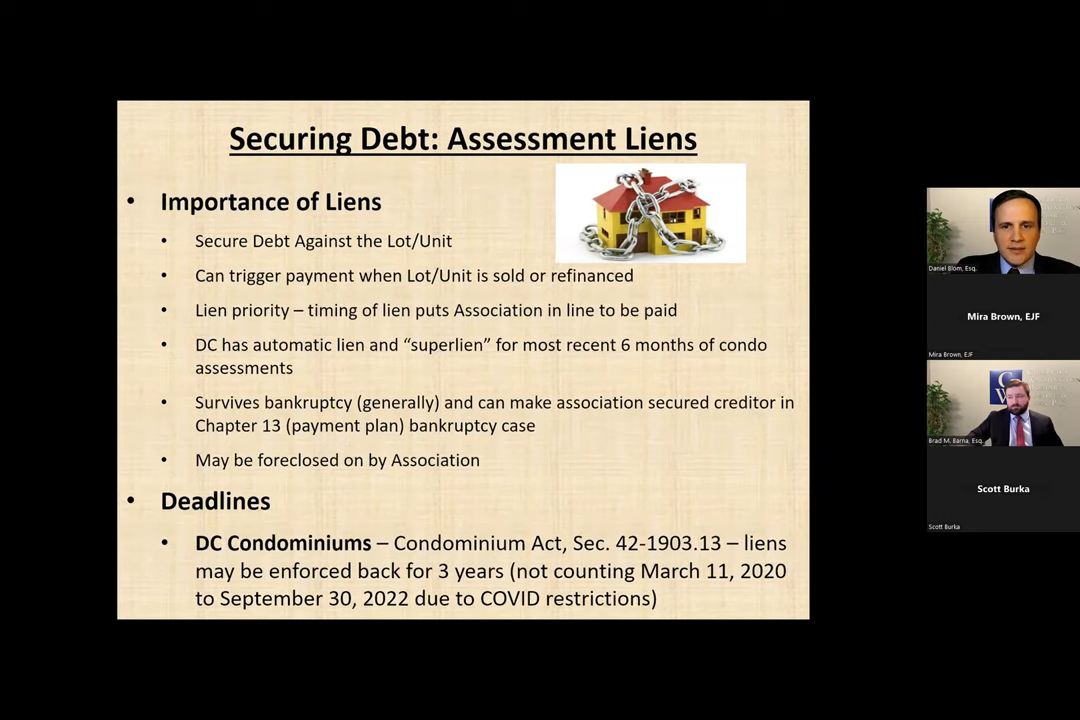 Securing Debt: Assessment Liens
• Importance of Liens
• Secure Debt Against the Lot/Unit
• Can trigger payment when Lot/Unit is sold or refinanced
• Lien priority – timing of lien puts Association in line to be paid
• DC has automatic lien and “superlien” for most recent 6 months of condo
assessments
• Survives bankruptcy (generally) and can make association secured creditor in
Chapter 13 (payment plan) bankruptcy case
• May be foreclosed on by Association
• Deadlines
• DC Condominiums – Condominium Act, Sec. 42-1903.13 – liens
may be enforced back for 3 years (not counting March 11, 2020
to September 30, 2022 due to COVID restrictions)
Daniel Blom, Esq.
Mira Brown, EJF
Mira Brown, EJF
Brad M. Barna, Esq.
Scott Burka
Scott Burka